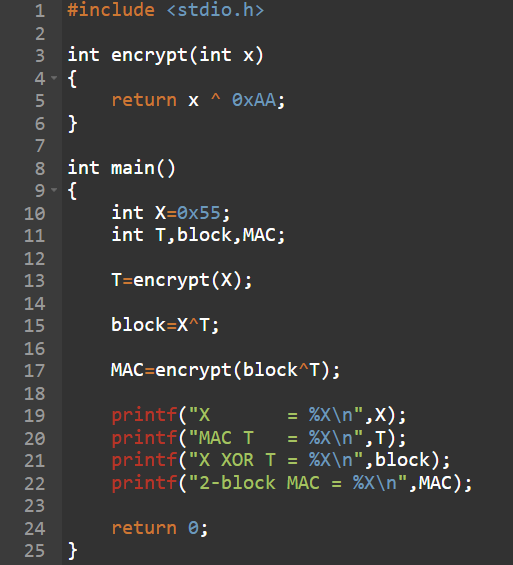 1 #include <stdio.h>
2
3 int encrypt(int x)
4 {
5     return x ^ 0xAA;
6 }
7
8 int main()
9 {
10     int X=0x55;
11     int T,block,MAC;
12
13     T=encrypt(X);
14
15     block=X^T;
16
17     MAC=encrypt(block^T);
18
19     printf("X       = %X\n",X);
20     printf("MAC T   = %X\n",T);
21     printf("X XOR T = %X\n",block);
22     printf("2-block MAC = %X\n",MAC);
23
24     return 0;
25 }